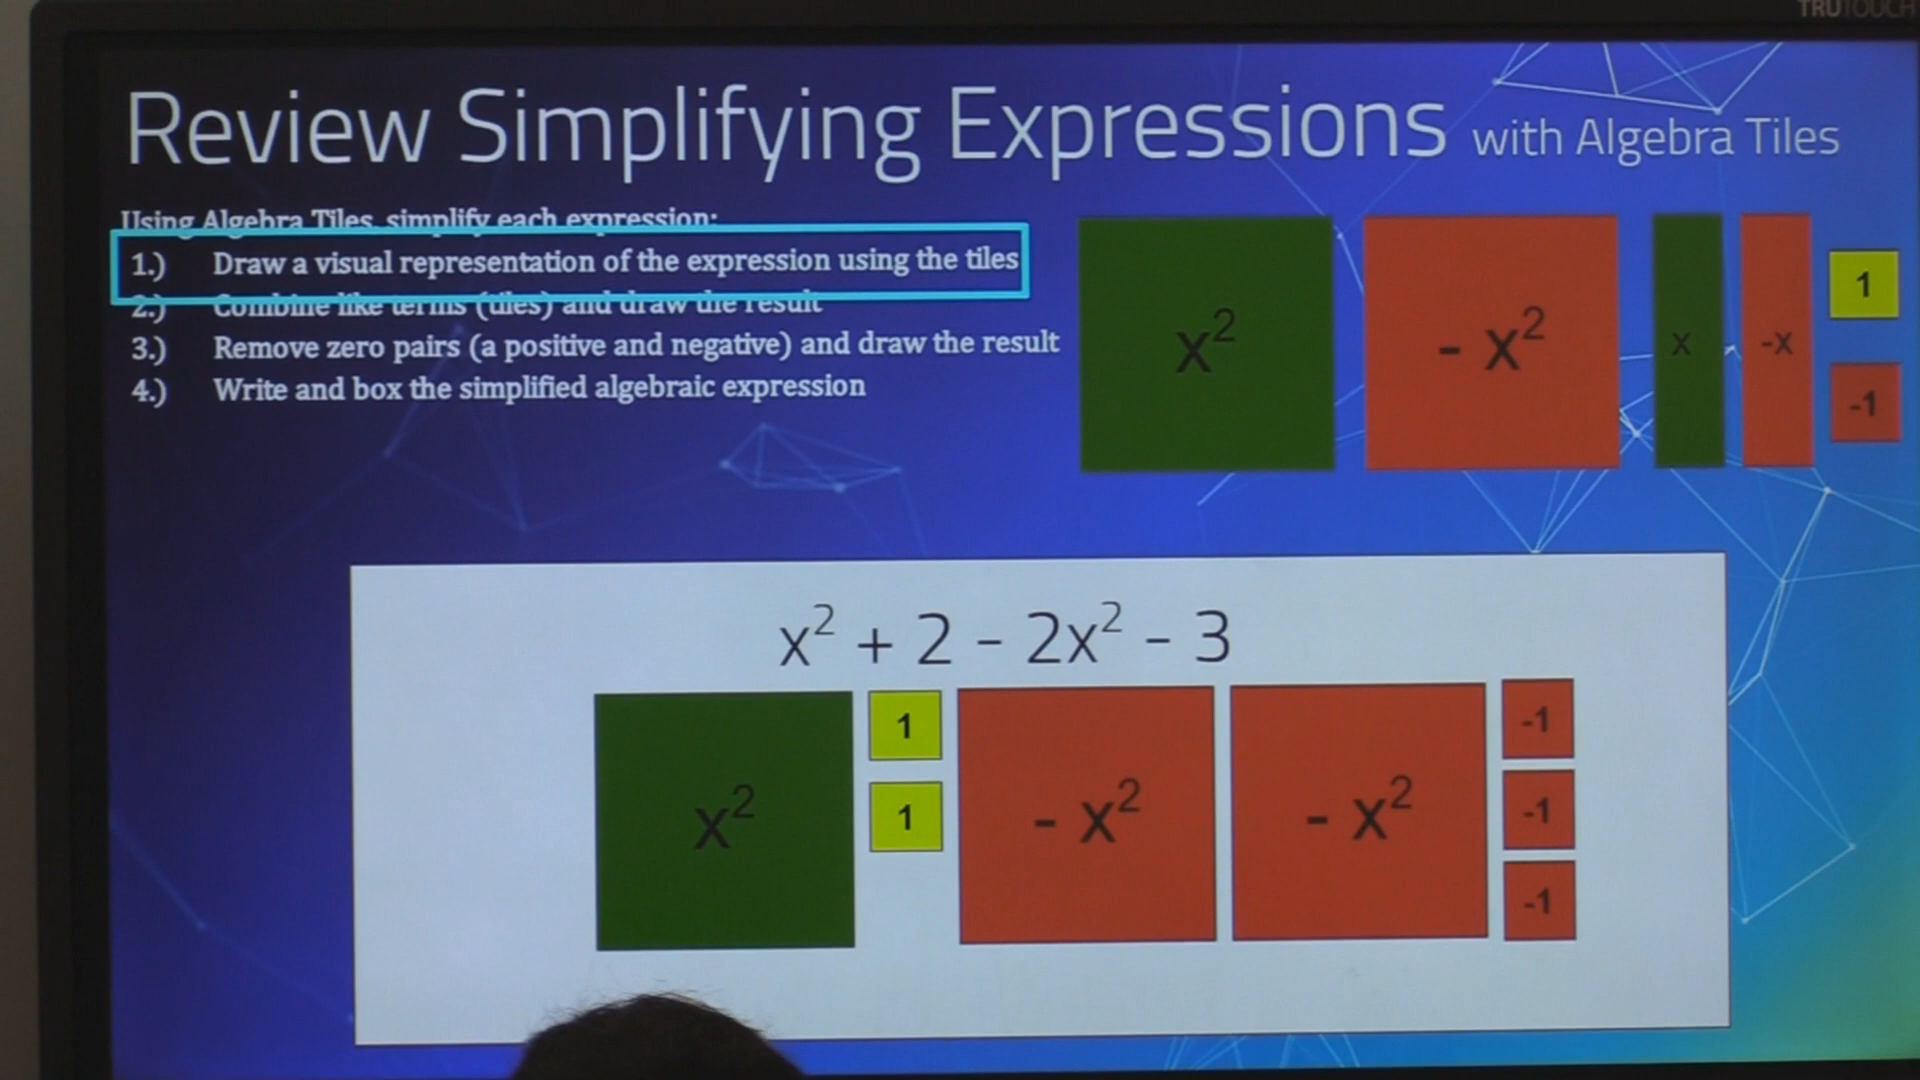 TRUTOUCH
Review Simplifying Expressions with Algebra Tiles
Using Algebra Tiles, simplify each expression:
1.) Draw a visual representation of the expression using the tiles
2.) Combine like terms (tiles) and draw the result
3.) Remove zero pairs (a positive and negative) and draw the result
4.) Write and box the simplified algebraic expression
x² - x² x -x 1
-1
x² + 2 - 2x² - 3
x² 1 - x² - x² -1
1 -1
-1